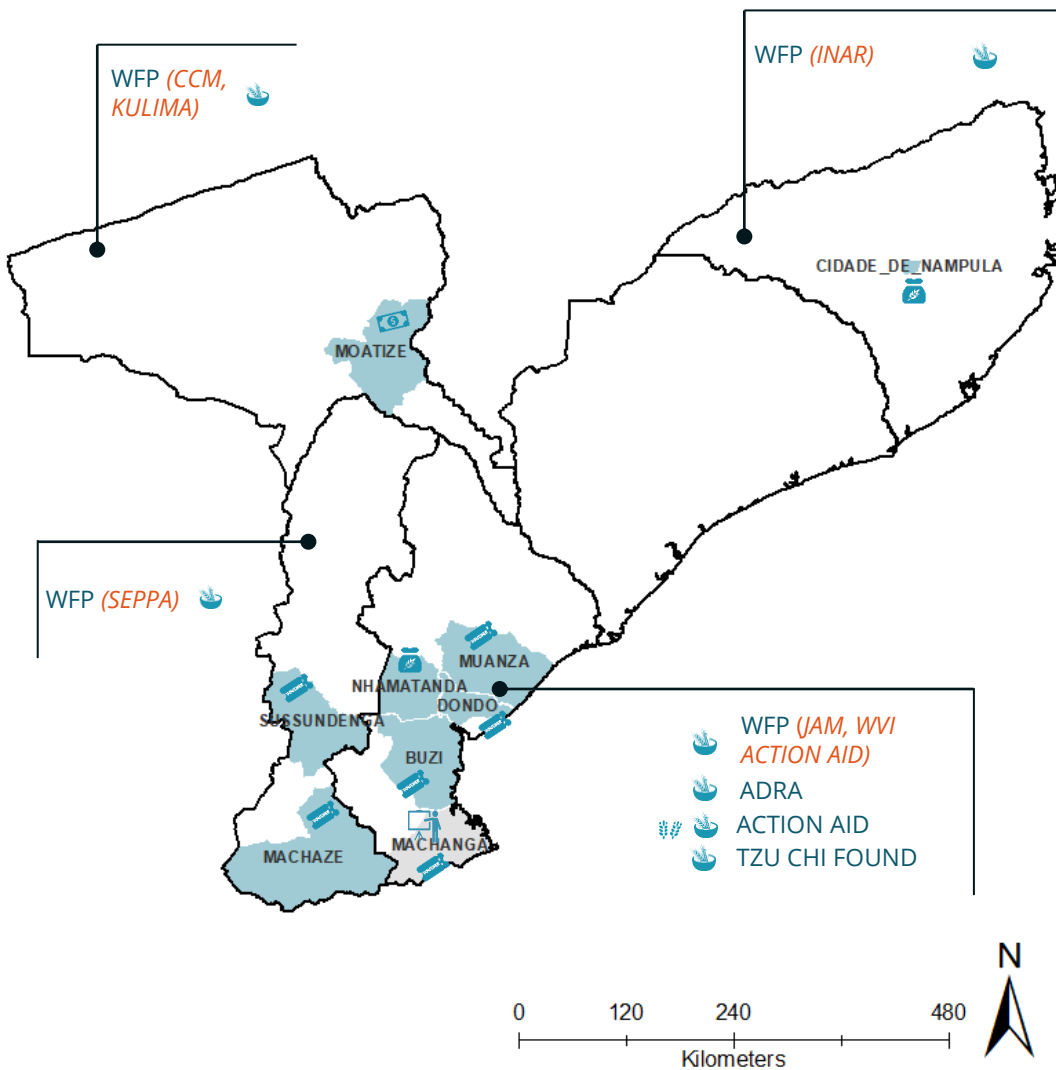 WFP (CCM,
KULIMA)
WFP (INAR)
CIDADE_DE_NAMPULA
MOATIZE
WFP (SEPPA)
MUANZA
NHAMATANDA
DONDO
SUSSUNDENGA
BUZI
MACHANGA
MACHAZE
WFP (JAM, WVI
ACTION AID)
ADRA
ACTION AID
TZU CHI FOUND
N
0 120 240 480
Kilometers